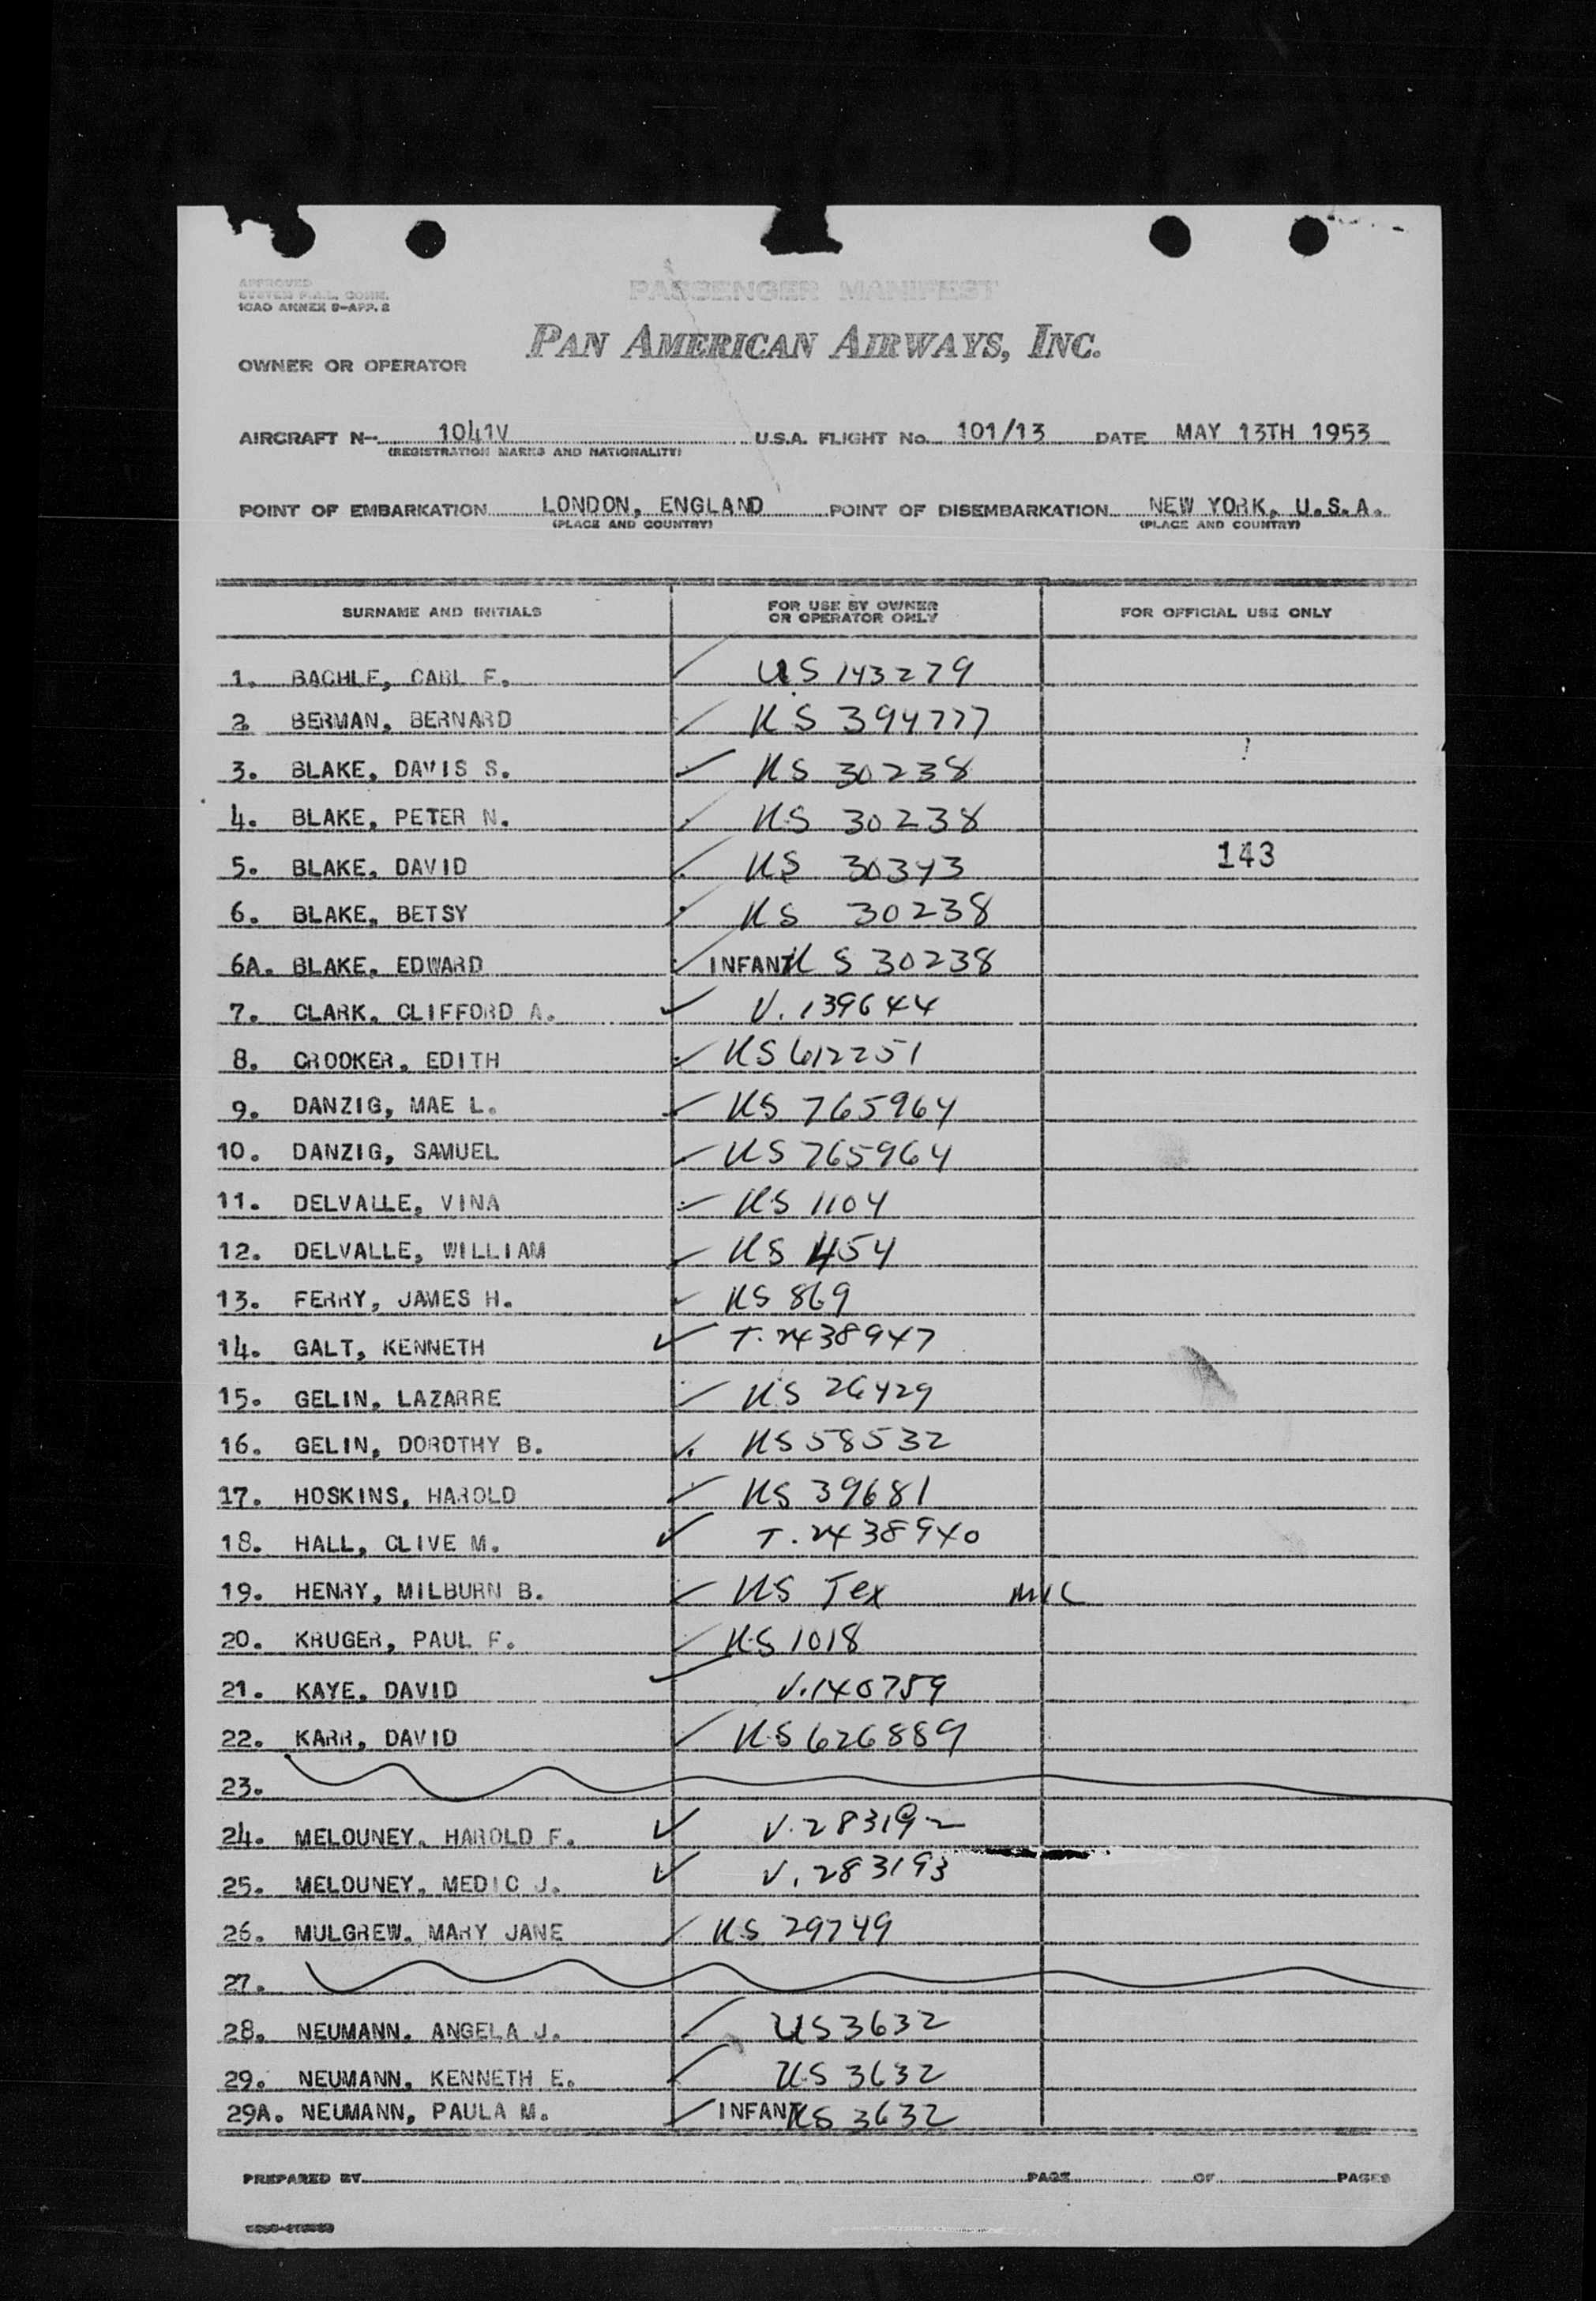 APPROVED
SYSTEM F.A.L. COMM.
ICAO ANNEX 9-APP. 2
PASSENGER MANIFEST
OWNER OR OPERATOR PAN AMERICAN AIRWAYS, INC.
AIRCRAFT N- 1041V U.S.A. FLIGHT No. 101/13 DATE MAY 13TH 1953
(REGISTRATION MARKS AND NATIONALITY)
POINT OF EMBARKATION LONDON, ENGLAND POINT OF DISEMBARKATION NEW YORK, U.S.A.
(PLACE AND COUNTRY) (PLACE AND COUNTRY)
SURNAME AND INITIALS FOR USE BY OWNER OR OPERATOR ONLY FOR OFFICIAL USE ONLY
1. BACHLE, CARL F. US 143279
2 BERMAN, BERNARD US 394777
3. BLAKE, DAVIS S. US 30238
4. BLAKE, PETER N. US 30238
5. BLAKE, DAVID US 30343 143
6. BLAKE, BETSY US 30238
6A. BLAKE, EDWARD INFANT US 30238
7. CLARK, CLIFFORD A. V. 139644
8. CROOKER, EDITH US 612251
9. DANZIG, MAE L. US 765964
10. DANZIG, SAMUEL US 765964
11. DELVALLE, VINA US 1104
12. DELVALLE, WILLIAM US 454
13. FERRY, JAMES H. US 869
14. GALT, KENNETH T. 2438947
15. GELIN, LAZARRE US 26429
16. GELIN, DOROTHY B. US 58532
17. HOSKINS, HAROLD US 39681
18. HALL, CLIVE M. T. 2438940
19. HENRY, MILBURN B. US Tex
20. KRUGER, PAUL F. US 1018
21. KAYE, DAVID V. 140759
22. KARR, DAVID US 626889
23.
24. MELOUNEY, HAROLD F. V. 283192
25. MELOUNEY, MEDIC J. V. 283193
26. MULGREW, MARY JANE US 29749
27.
28. NEUMANN, ANGELA J. US 3632
29. NEUMANN, KENNETH E. US 3632
29A. NEUMANN, PAULA M. INFANT US 3632
PREPARED BY PAGE OF PAGES